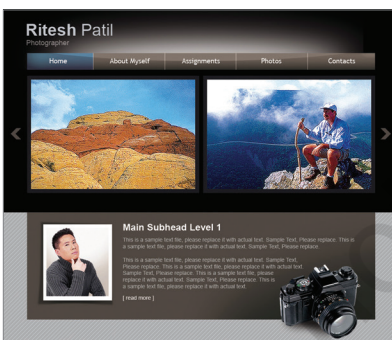 Ritesh Patil
Photographer
Home
About Myself
Assignments
Photos
Contacts
Main Subhead Level 1
This is a sample text file, please replace it with actual text. Sample Text, Please replace. This is
a sample text file, please replace it with actual text. Sample Text, Please replace.
This is a sample text file, please replace it with actual text. Sample Text,
Please replace. This is a sample text file, please replace it with actual text.
Sample Text, Please replace. This is a sample text file, please
replace it with actual text. Sample Text, Please replace. This is
a sample text file, please replace it with actual text
[ read more ]